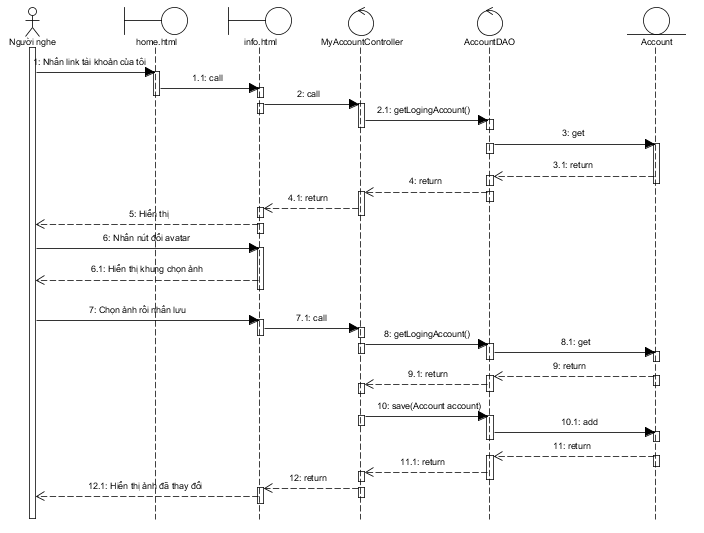 Người nghe
home.html
info.html
MyAccountController
AccountDAO
Account
1: Nhấn link tài khoản của tôi
1.1: call
2: call
2.1: getLogingAccount()
3: get
3.1: return
4: return
4.1: return
5: Hiển thị
6: Nhấn nút đổi avatar
6.1: Hiển thị khung chọn ảnh
7: Chọn ảnh rồi nhấn lưu
7.1: call
8: getLogingAccount()
8.1: get
9: return
9.1: return
10: save(Account account)
10.1: add
11: return
11.1: return
12: return
12.1: Hiển thị ảnh đã thay đổi